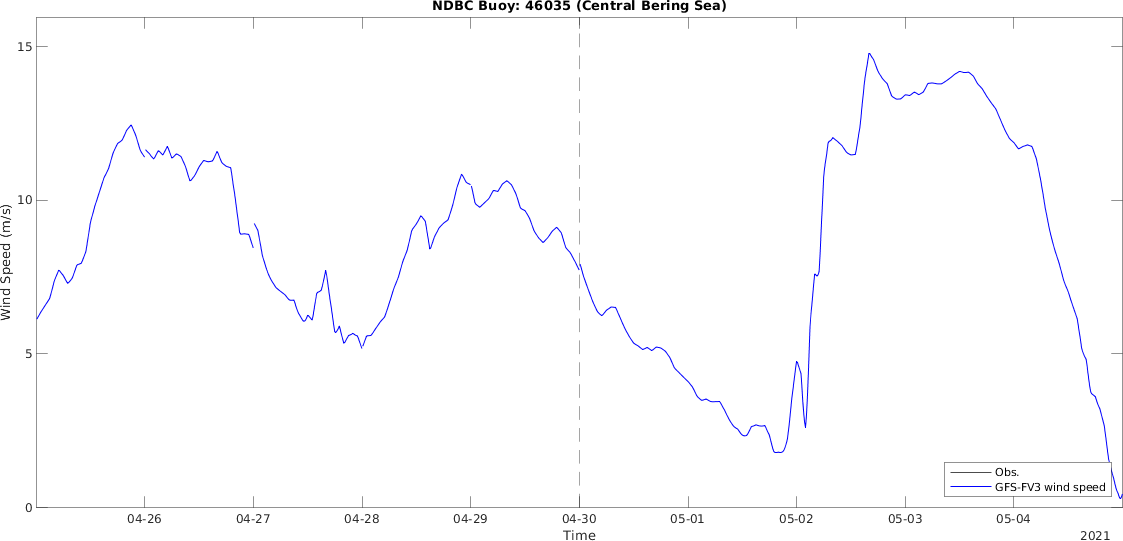 NDBC Buoy: 46035 (Central Bering Sea)
15
10
5
0
Wind Speed (m/s)
04-26 04-27 04-28 04-29 04-30 05-01 05-02 05-03 05-04
Time
2021
Obs.
GFS-FV3 wind speed